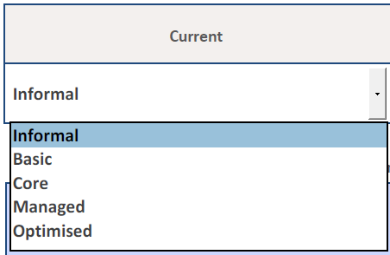 Current
Informal
Informal
Basic
Core
Managed
Optimised